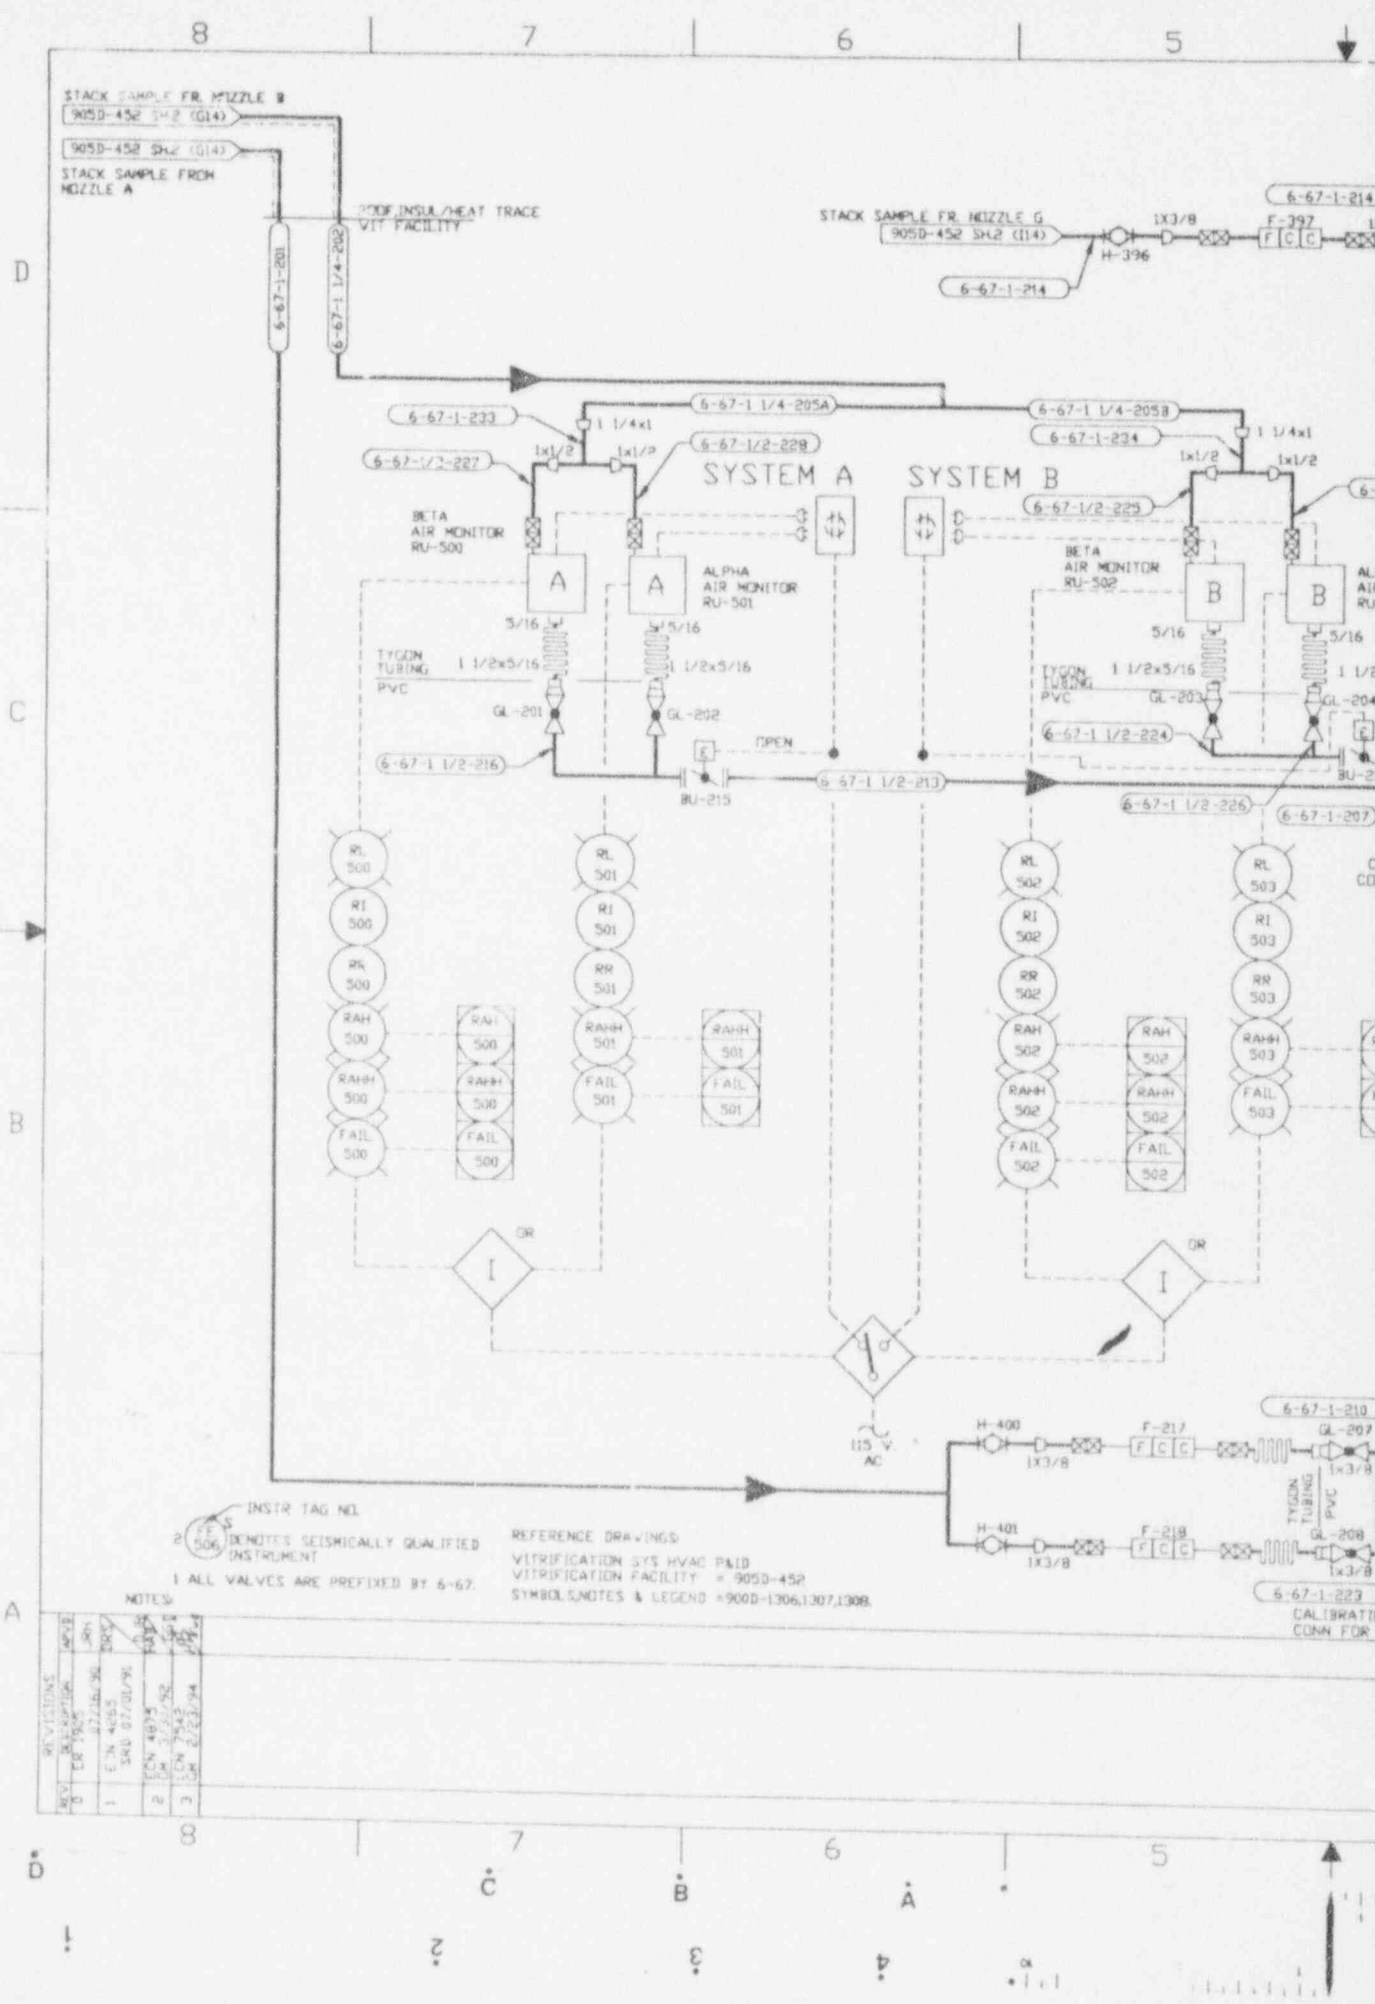 8 7 6 5
STACK SAMPLE FR. NOZZLE B
905D-452 SH.2 (G14)
905D-452 SH.2 (G14)
STACK SAMPLE FROM
NOZZLE A
ROOF, INSUL/HEAT TRACE
VIT FACILITY
6-67-1-201
6-67-1 1/4-202
STACK SAMPLE FR. NOZZLE G
905D-452 SH.2 (I14)
H-396
1X3/8
F-397
F C C
6-67-1-214
6-67-1-214
D
6-67-1 1/4-205A
6-67-1 1/4-205B
6-67-1-233
1 1/4x1
6-67-1/2-228
6-67-1-234
1 1/4x1
1x1/2
1x1/2
6-67-1/2-227
1x1/2
1x1/2
SYSTEM A
SYSTEM B
6-67-1/2-225
BETA
AIR MONITOR
RU-500
A
A
ALPHA
AIR MONITOR
RU-501
BETA
AIR MONITOR
RU-502
B
B
5/16
5/16
5/16
5/16
TYGON
TUBING
PVC
1 1/2x5/16
1 1/2x5/16
TYGON
TUBING
PVC
1 1/2x5/16
C
GL-201
GL-202
GL-203
GL-204
6-67-1 1/2-216
E
OPEN
BU-215
6-67-1 1/2-213
6-67-1 1/2-224
E
6-67-1 1/2-226
6-67-1-207
RL
500
RL
501
RL
502
RL
503
RI
500
RI
501
RI
502
RI
503
RR
500
RR
501
RR
502
RR
503
RAH
500
RAH
500
RAHH
501
RAHH
501
RAH
502
RAH
502
RAHH
503
RAHH
500
RAHH
500
FAIL
501
FAIL
501
RAHH
502
RAHH
502
FAIL
503
FAIL
500
FAIL
500
FAIL
502
FAIL
502
B
OR
I
OR
I
115 V.
AC
H-400
1X3/8
F-217
F C C
6-67-1-210
GL-207
1x3/8
TYGON
TUBING
PVC
H-401
1X3/8
F-218
F C C
GL-208
1x3/8
6-67-1-223
INSTR TAG NO.
2
506
S
DENOTES SEISMICALLY QUALIFIED
INSTRUMENT
1 ALL VALVES ARE PREFIXED BY 6-67.
NOTES:
REFERENCE DRAWINGS:
VITRIFICATION SYS HVAC P&ID
VITRIFICATION FACILITY = 905D-452
SYMBOLS,NOTES & LEGEND =900D-1306,1307,1308.
CONN FOR
A
REVISIONS
REV DESCRIPTION APVD
0
07/16/90
1 ECN 4265
07/01/91
2 ECN 4873
3 ECN 7542
8 7 6 5
D C B A
1 2 3 4